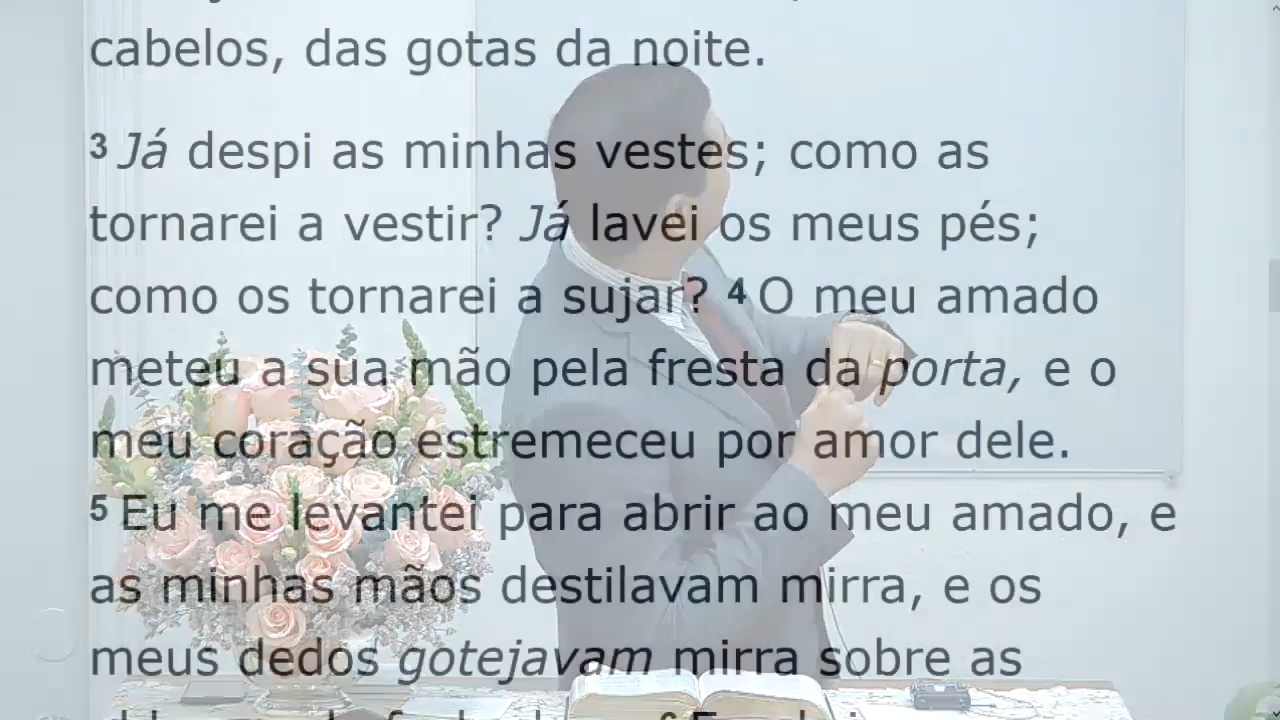 cabelos, das gotas da noite.
3 Já despi as minhas vestes; como as
tornarei a vestir? Já lavei os meus pés;
como os tornarei a sujar? 4 O meu amado
meteu a sua mão pela fresta da porta, e o
meu coração estremeceu por amor dele.
5 Eu me levantei para abrir ao meu amado, e
as minhas mãos destilavam mirra, e os
meus dedos gotejavam mirra sobre as